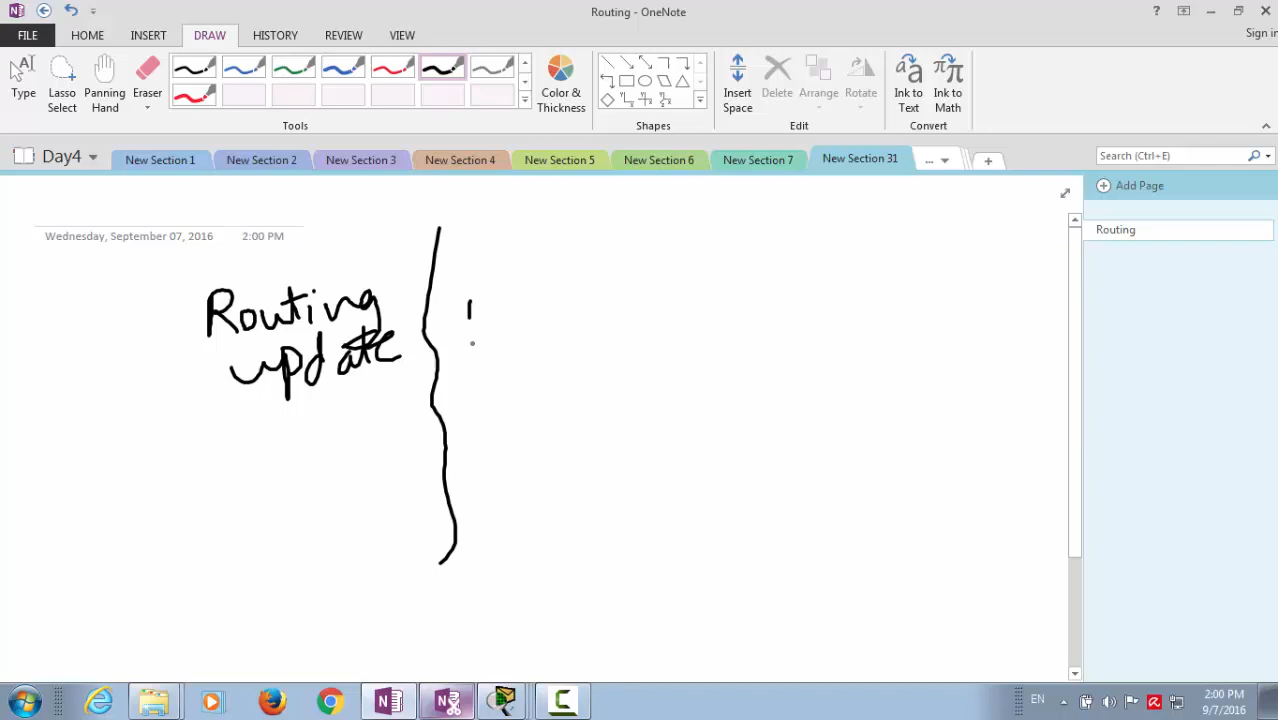 Routing - OneNote
?
Sign in
FILE
HOME
INSERT
DRAW
HISTORY
REVIEW
VIEW
Type
Lasso
Select
Panning
Hand
Eraser
Color &
Thickness
Insert
Space
Delete
Arrange
Rotate
Ink to
Text
Ink to
Math
Tools
Shapes
Edit
Convert
Day4
New Section 1
New Section 2
New Section 3
New Section 4
New Section 5
New Section 6
New Section 7
New Section 31
...
Search (Ctrl+E)
Add Page
Routing
Wednesday, September 07, 2016
2:00 PM
Routing
update
EN
2:00 PM
9/7/2016